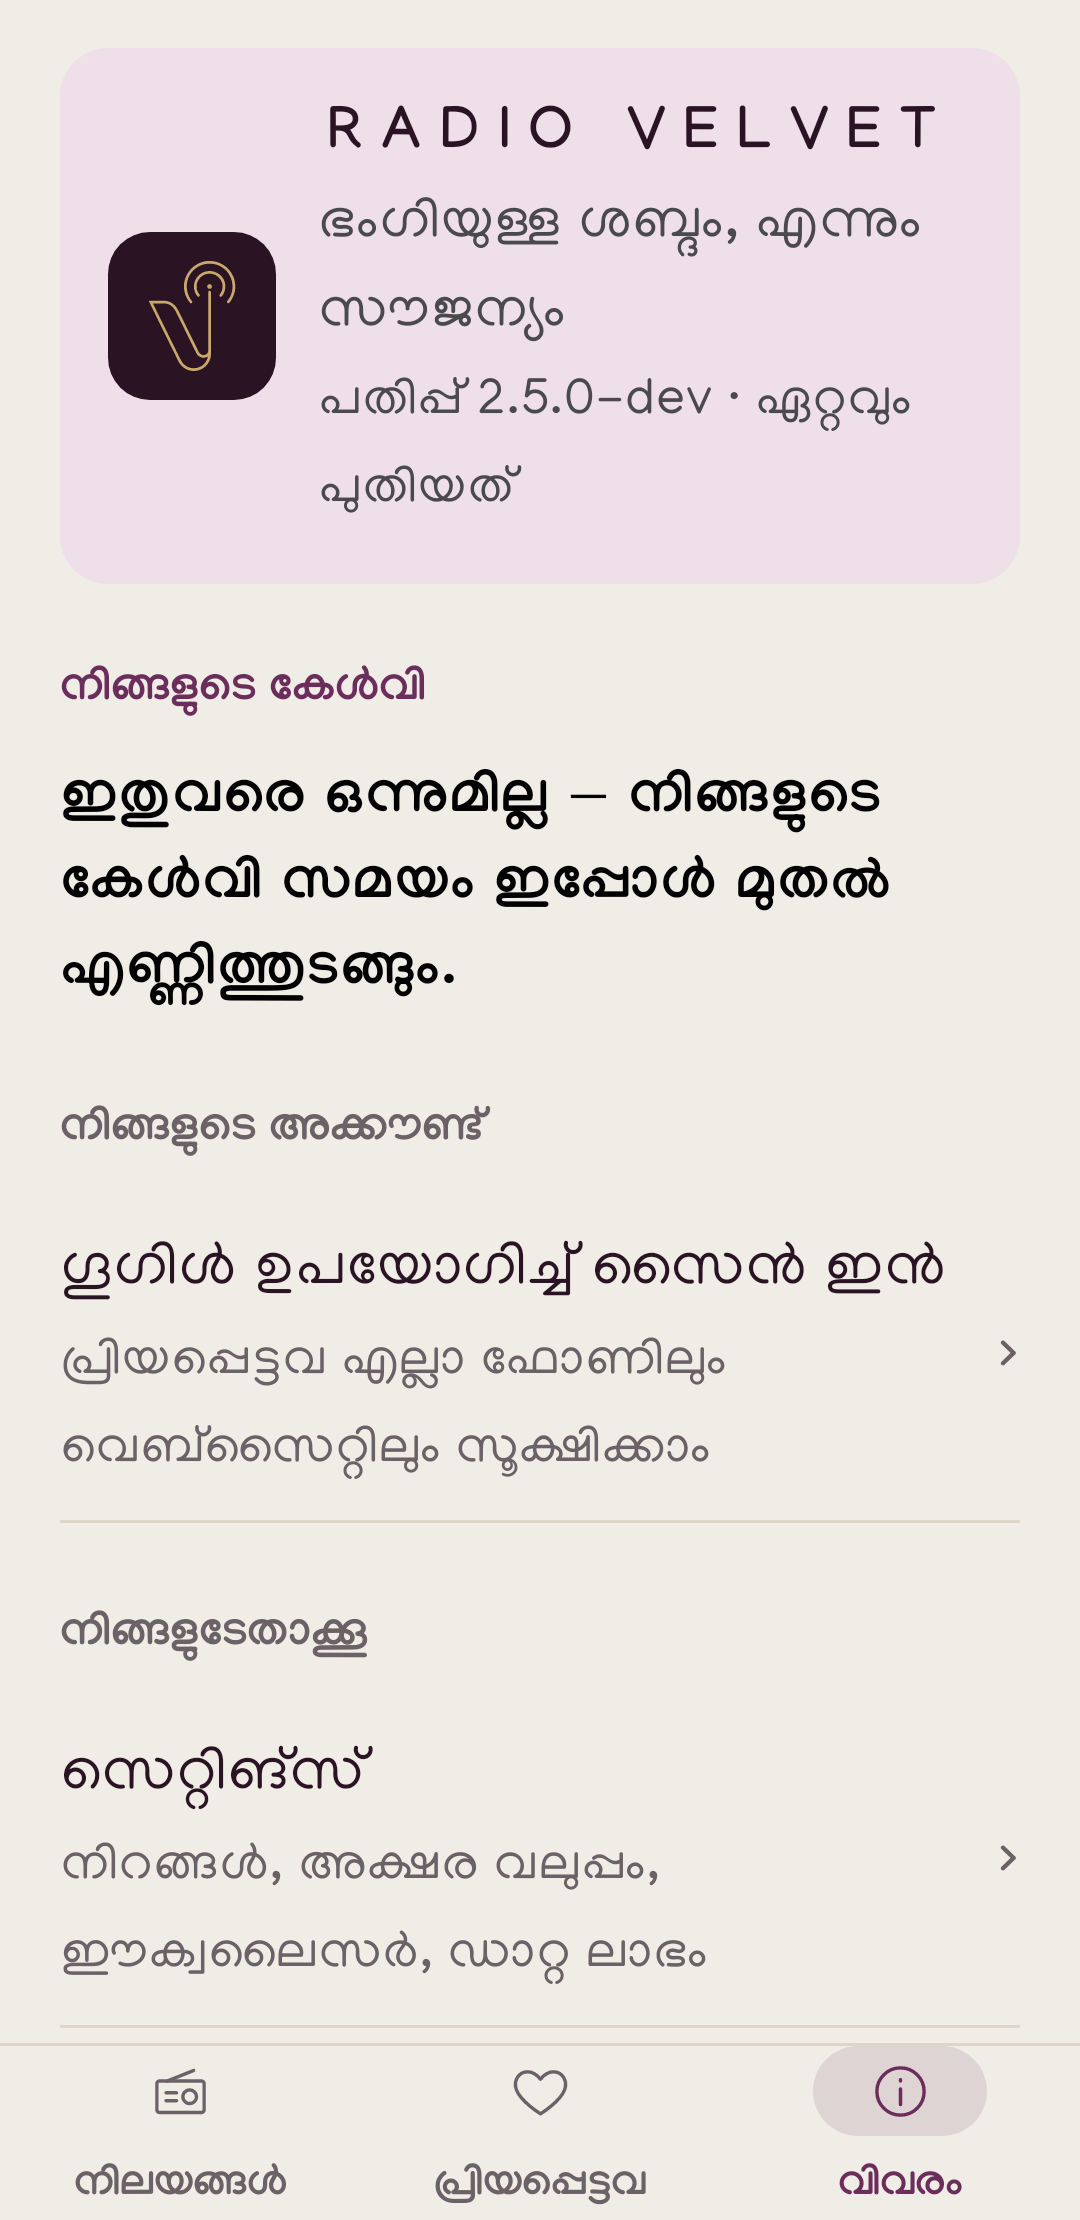 RADIO VELVET
ഭംഗിയുള്ള ശബ്ദം, എന്നും
സൗജന്യം
പതിപ്പ് 2.5.0-dev · ഏറ്റവും
പുതിയത്
നിങ്ങളുടെ കേൾവി
ഇതുവരെ ഒന്നുമില്ല — നിങ്ങളുടെ
കേൾവി സമയം ഇപ്പോൾ മുതൽ
എണ്ണിത്തുടങ്ങും.
നിങ്ങളുടെ അക്കൗണ്ട്
ഗൂഗിൾ ഉപയോഗിച്ച് സൈൻ ഇൻ
പ്രിയപ്പെട്ടവ എല്ലാ ഫോണിലും
വെബ്സൈറ്റിലും സൂക്ഷിക്കാം
നിങ്ങളുടേതാക്കൂ
സെറ്റിങ്സ്
നിറങ്ങൾ, അക്ഷര വലുപ്പം,
ഈക്വലൈസർ, ഡാറ്റ ലാഭം
നിലയങ്ങൾ
പ്രിയപ്പെട്ടവ
വിവരം